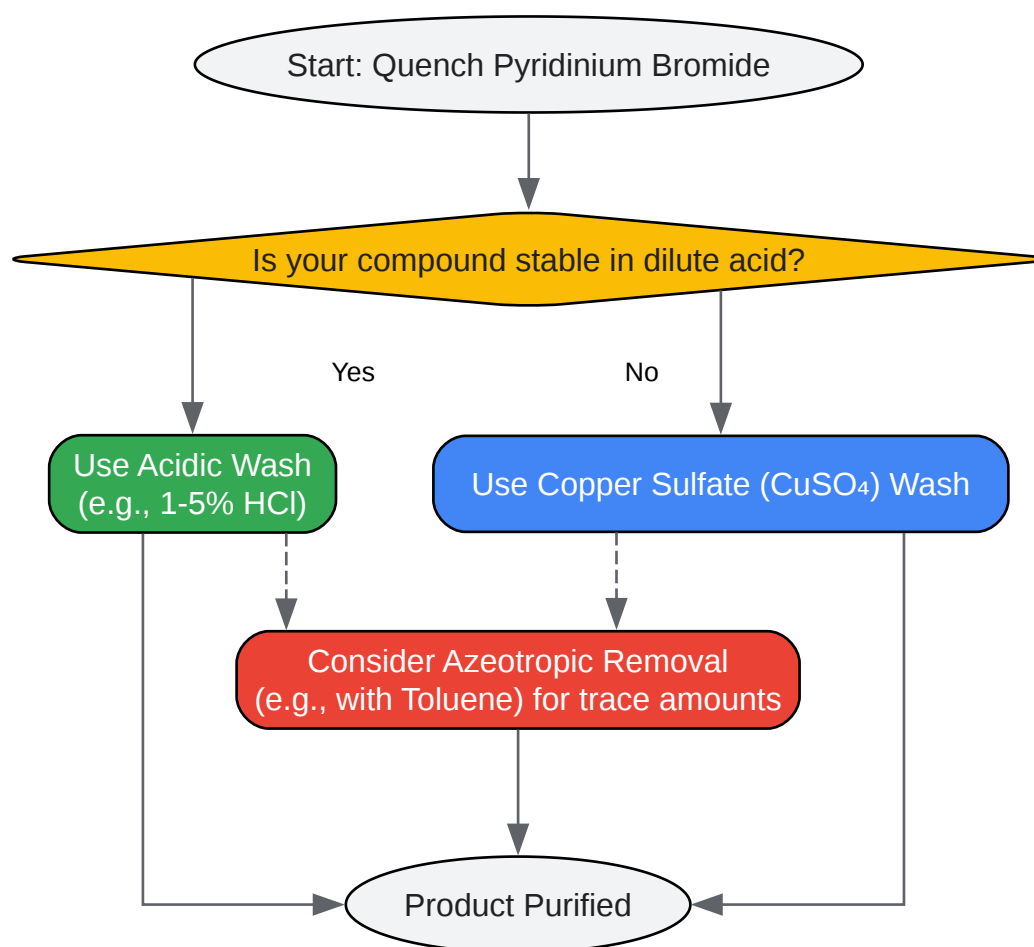 Start: Quench Pyridinium Bromide
Is your compound stable in dilute acid?
Yes
No
Use Acidic Wash
(e.g., 1-5% HCl)
Use Copper Sulfate (CuSO₄) Wash
Consider Azeotropic Removal
(e.g., with Toluene) for trace amounts
Product Purified